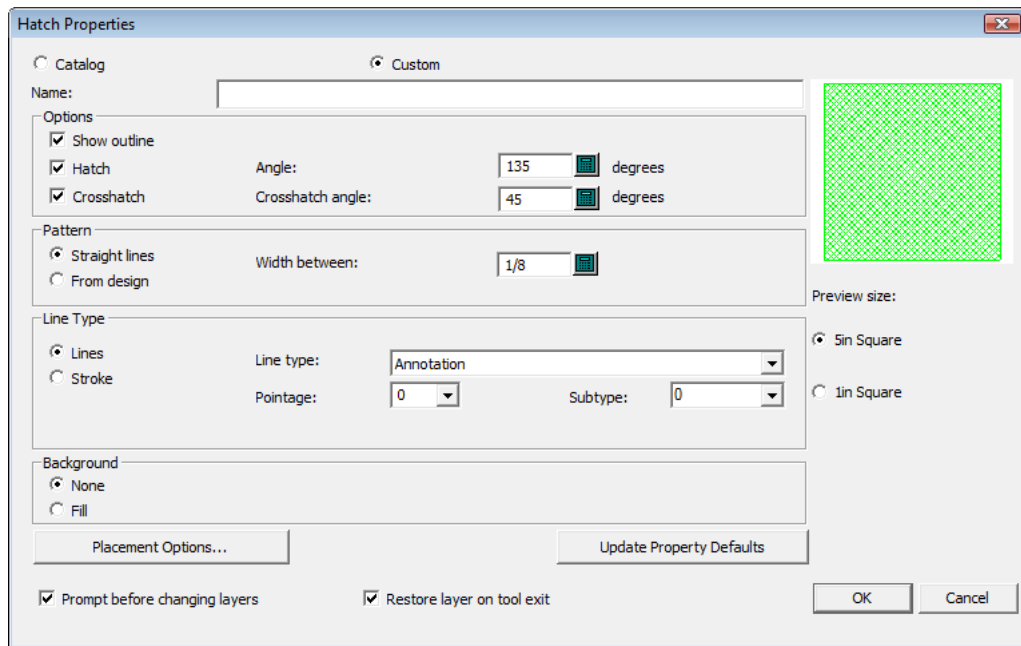 Hatch Properties
Catalog Custom
Name:
Options
Show outline
Hatch Angle: 135 degrees
Crosshatch Crosshatch angle: 45 degrees
Pattern
Straight lines Width between: 1/8
From design
Preview size:
Line Type
Lines Line type: Annotation 5in Square
Stroke Pointage: 0 Subtype: 0 1in Square
Background
None
Fill
Placement Options... Update Property Defaults
Prompt before changing layers Restore layer on tool exit OK Cancel